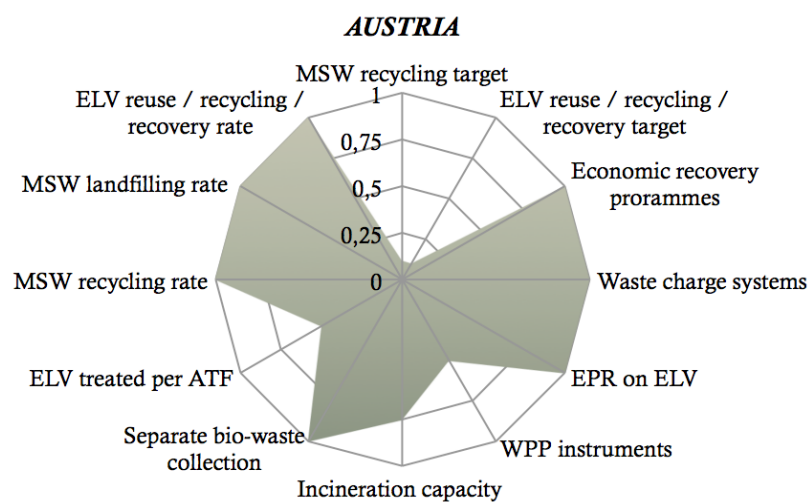 AUSTRIA
MSW recycling target
ELV reuse / recycling /
recovery rate
ELV reuse / recycling /
recovery target
1
0,75
0,5
0,25
0
Economic recovery
prorammes
MSW landfilling rate
MSW recycling rate
Waste charge systems
ELV treated per ATF
EPR on ELV
Separate bio-waste
collection
WPP instruments
Incineration capacity